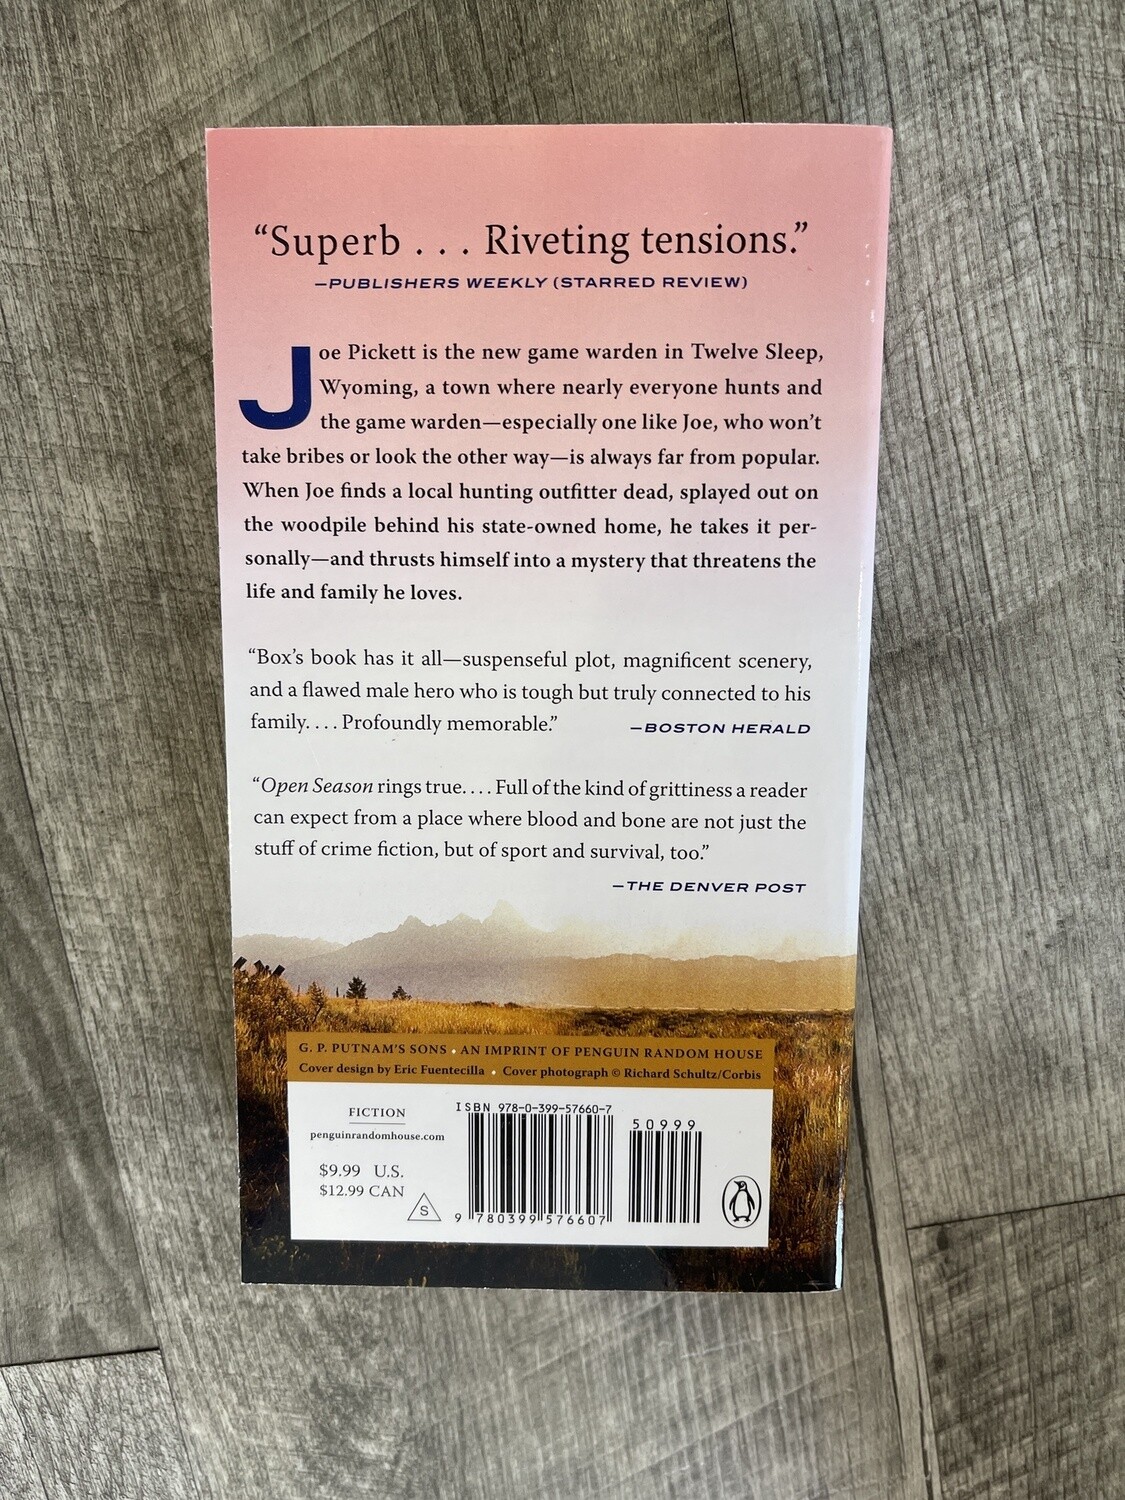 “Superb . . . Riveting tensions.”
—PUBLISHERS WEEKLY (STARRED REVIEW)
Joe Pickett is the new game warden in Twelve Sleep,
Wyoming, a town where nearly everyone hunts and
the game warden—especially one like Joe, who won’t
take bribes or look the other way—is always far from popular.
When Joe finds a local hunting outfitter dead, splayed out on
the woodpile behind his state-owned home, he takes it per-
sonally—and thrusts himself into a mystery that threatens the
life and family he loves.
“Box’s book has it all—suspenseful plot, magnificent scenery,
and a flawed male hero who is tough but truly connected to his
family. . . . Profoundly memorable.” —BOSTON HERALD
“Open Season rings true. . . . Full of the kind of grittiness a reader
can expect from a place where blood and bone are not just the
stuff of crime fiction, but of sport and survival, too.”
—THE DENVER POST
G. P. PUTNAM’S SONS • AN IMPRINT OF PENGUIN RANDOM HOUSE
Cover design by Eric Fuentecilla • Cover photograph © Richard Schultz/Corbis
FICTION
penguinrandomhouse.com
$9.99 U.S.
$12.99 CAN
S
ISBN 978-0-399-57660-7
50999
9 780399 576607